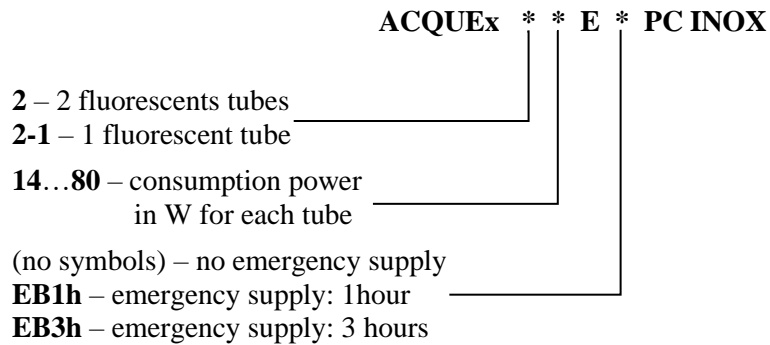 ACQUEx * * E * PC INOX
2 – 2 fluorescents tubes
2-1 – 1 fluorescent tube
14…80 – consumption power
in W for each tube
(no symbols) – no emergency supply
EB1h – emergency supply: 1hour
EB3h – emergency supply: 3 hours